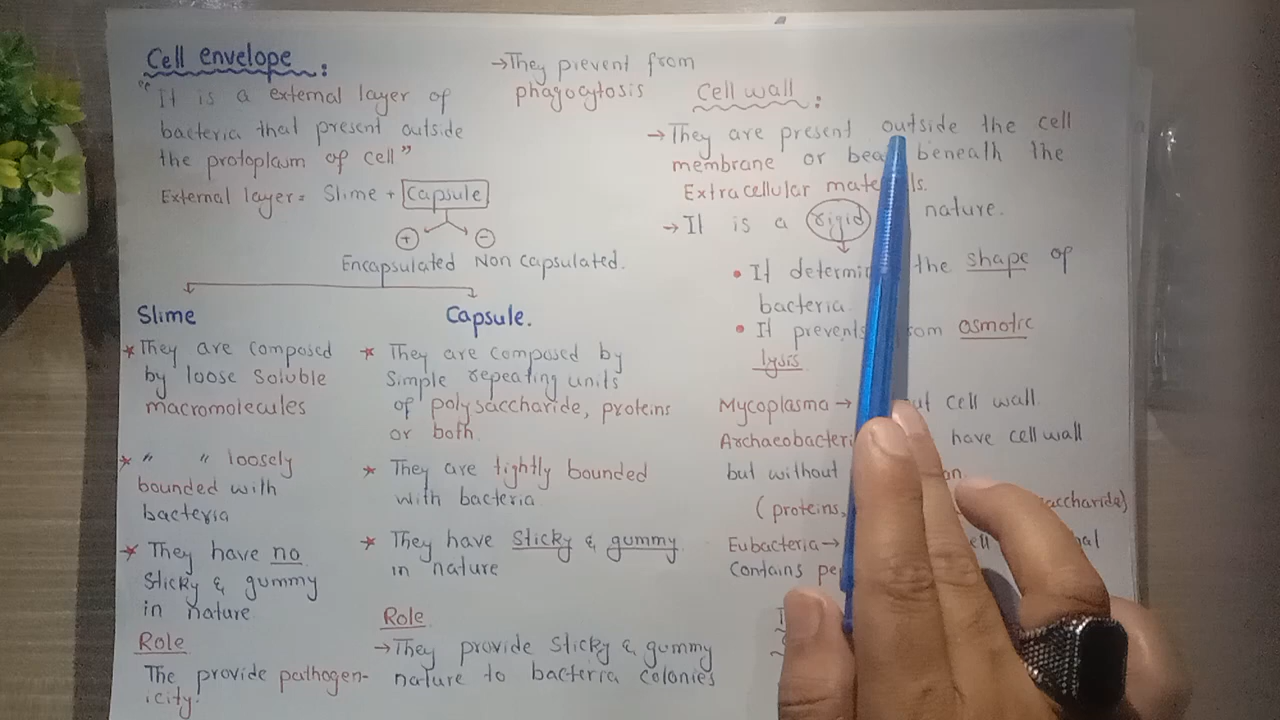 Cell envelope :
"It is a external layer of
bacteria that present outside
the protoplasm of cell"
External layer = Slime + Capsule
+ -
Encapsulated Non capsulated.
Slime
* They are composed
by loose soluble
macromolecules
* " " loosely
bounded with
bacteria
* They have no
sticky & gummy
in nature
Role
The provide pathogen-
icity.
Capsule.
* They are composed by
Simple repeating units
of polysaccharide, proteins
or both.
* They are tightly bounded
with bacteria
* They have sticky & gummy
in nature
Role
→ They provide sticky & gummy
nature to bacteria colonies
→ They prevent from
phagocytosis
Cell wall :
→ They are present outside the cell
membrane or beneath the
Extracellular
→ It is a rigid nature.
• It the shape of
bacteria.
• It osmotic
lysis
Mycoplasma → cell wall.
have cell wall
but without
(proteins,
Eubacteria →
Contains